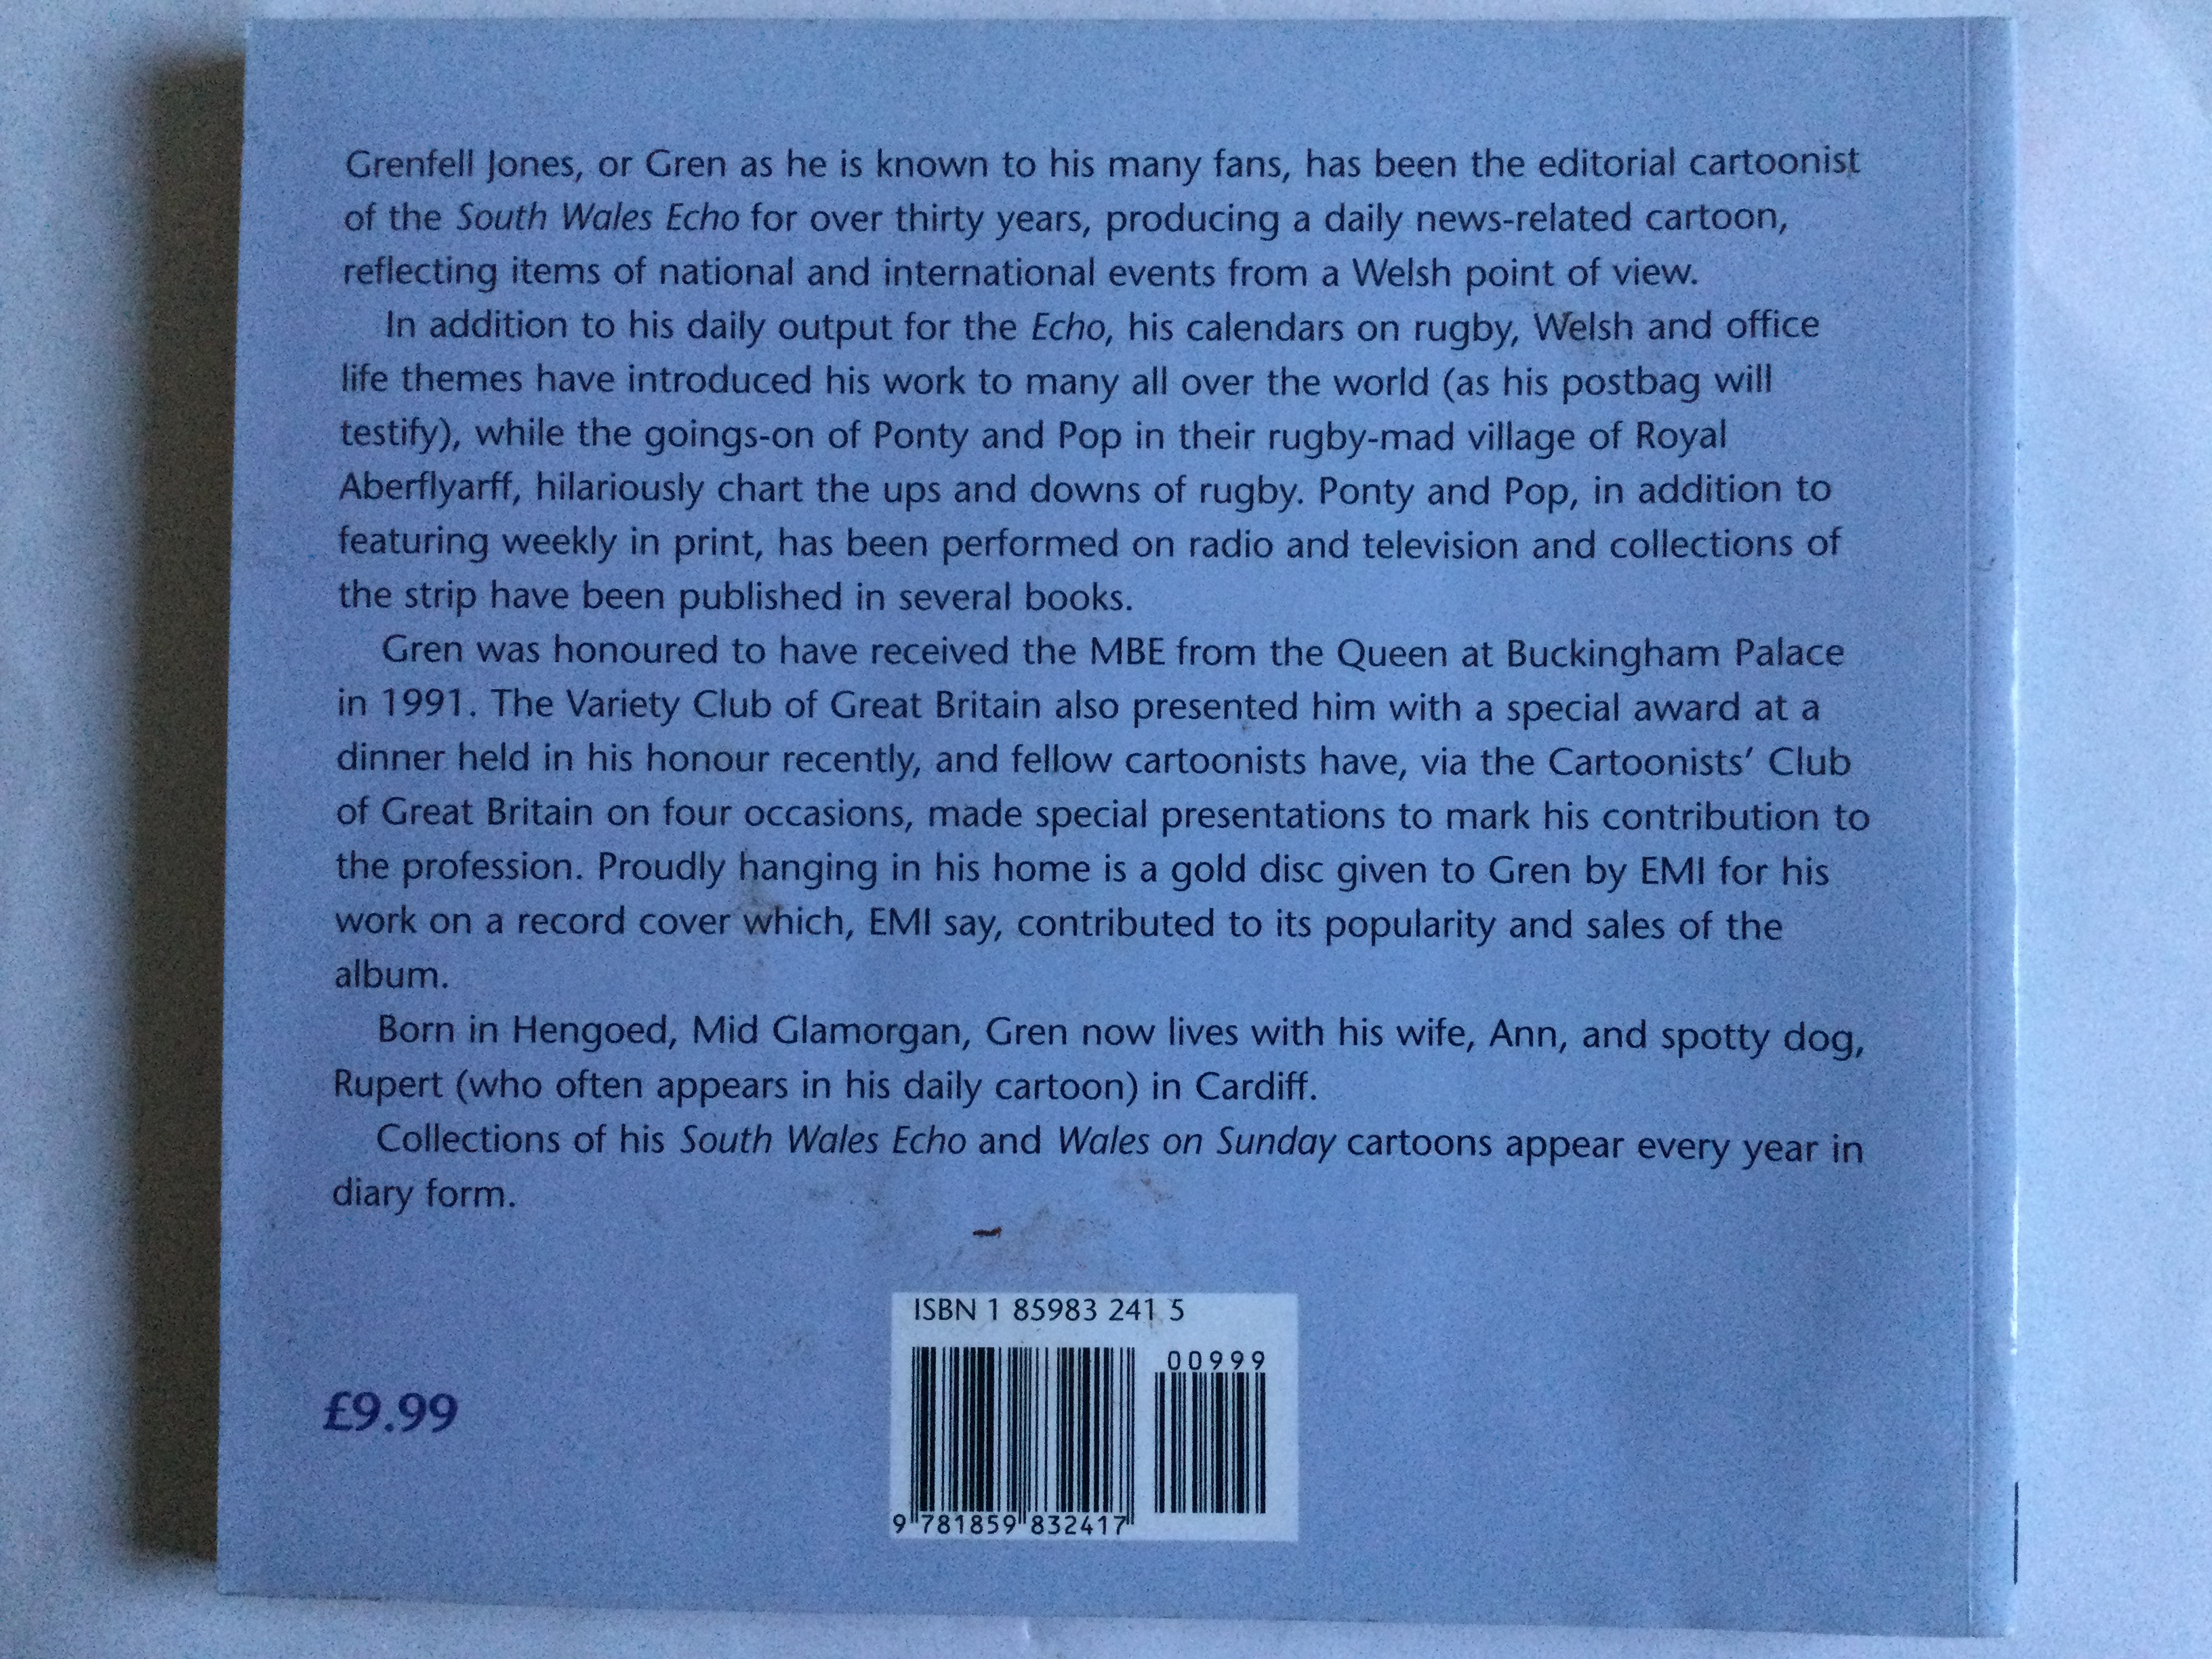 Grenfell Jones, or Gren as he is known to his many fans, has been the editorial cartoonist
of the South Wales Echo for over thirty years, producing a daily news-related cartoon,
reflecting items of national and international events from a Welsh point of view.
In addition to his daily output for the Echo, his calendars on rugby, Welsh and office
life themes have introduced his work to many all over the world (as his postbag will
testify), while the goings-on of Ponty and Pop in their rugby-mad village of Royal
Aberflyarff, hilariously chart the ups and downs of rugby. Ponty and Pop, in addition to
featuring weekly in print, has been performed on radio and television and collections of
the strip have been published in several books.
Gren was honoured to have received the MBE from the Queen at Buckingham Palace
in 1991. The Variety Club of Great Britain also presented him with a special award at a
dinner held in his honour recently, and fellow cartoonists have, via the Cartoonists’ Club
of Great Britain on four occasions, made special presentations to mark his contribution to
the profession. Proudly hanging in his home is a gold disc given to Gren by EMI for his
work on a record cover which, EMI say, contributed to its popularity and sales of the
album.
Born in Hengoed, Mid Glamorgan, Gren now lives with his wife, Ann, and spotty dog,
Rupert (who often appears in his daily cartoon) in Cardiff.
Collections of his South Wales Echo and Wales on Sunday cartoons appear every year in
diary form.
ISBN 1 85983 241 5
00999
£9.99
9 781859 832417